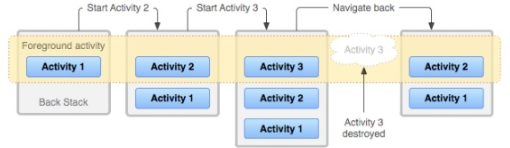 Start Activity 2
Start Activity 3
Navigate back
Foreground activity
Activity 1
Back Stack
Activity 2
Activity 1
Activity 3
Activity 2
Activity 1
Activity 3
Activity 3
destroyed
Activity 2
Activity 1